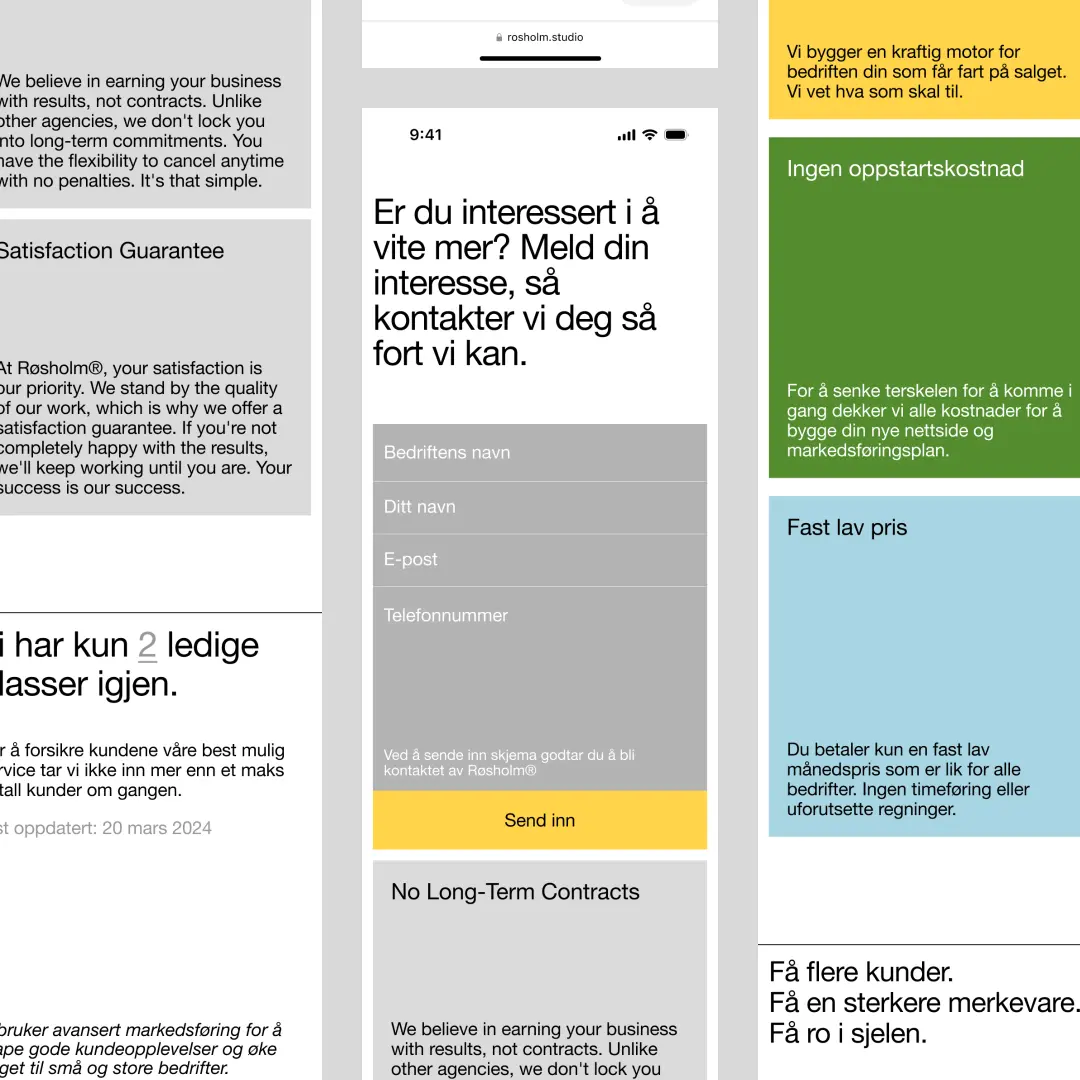 We believe in earning your business
with results, not contracts. Unlike
other agencies, we don't lock you
into long-term commitments. You
have the flexibility to cancel anytime
with no penalties. It's that simple.
Satisfaction Guarantee
At Røsholm®, your satisfaction is
our priority. We stand by the quality
of our work, which is why we offer a
satisfaction guarantee. If you're not
completely happy with the results,
we'll keep working until you are. Your
success is our success.
i har kun 2 ledige
lasser igjen.
r å forsikre kundene våre best mulig
rvice tar vi ikke inn mer enn et maks
tall kunder om gangen.
st oppdatert: 20 mars 2024
bruker avansert markedsføring for å
ape gode kundeopplevelser og øke
get til små og store bedrifter.
rosholm.studio
9:41
Er du interessert i å
vite mer? Meld din
interesse, så
kontakter vi deg så
fort vi kan.
Bedriftens navn
Ditt navn
E-post
Telefonnummer
Ved å sende inn skjema godtar du å bli
kontaktet av Røsholm®
Send inn
No Long-Term Contracts
We believe in earning your business
with results, not contracts. Unlike
other agencies, we don't lock you
Vi bygger en kraftig motor for
bedriften din som får fart på salget.
Vi vet hva som skal til.
Ingen oppstartskostnad
For å senke terskelen for å komme i
gang dekker vi alle kostnader for å
bygge din nye nettside og
markedsføringsplan.
Fast lav pris
Du betaler kun en fast lav
månedspris som er lik for alle
bedrifter. Ingen timeføring eller
uforutsette regninger.
Få flere kunder.
Få en sterkere merkevare.
Få ro i sjelen.